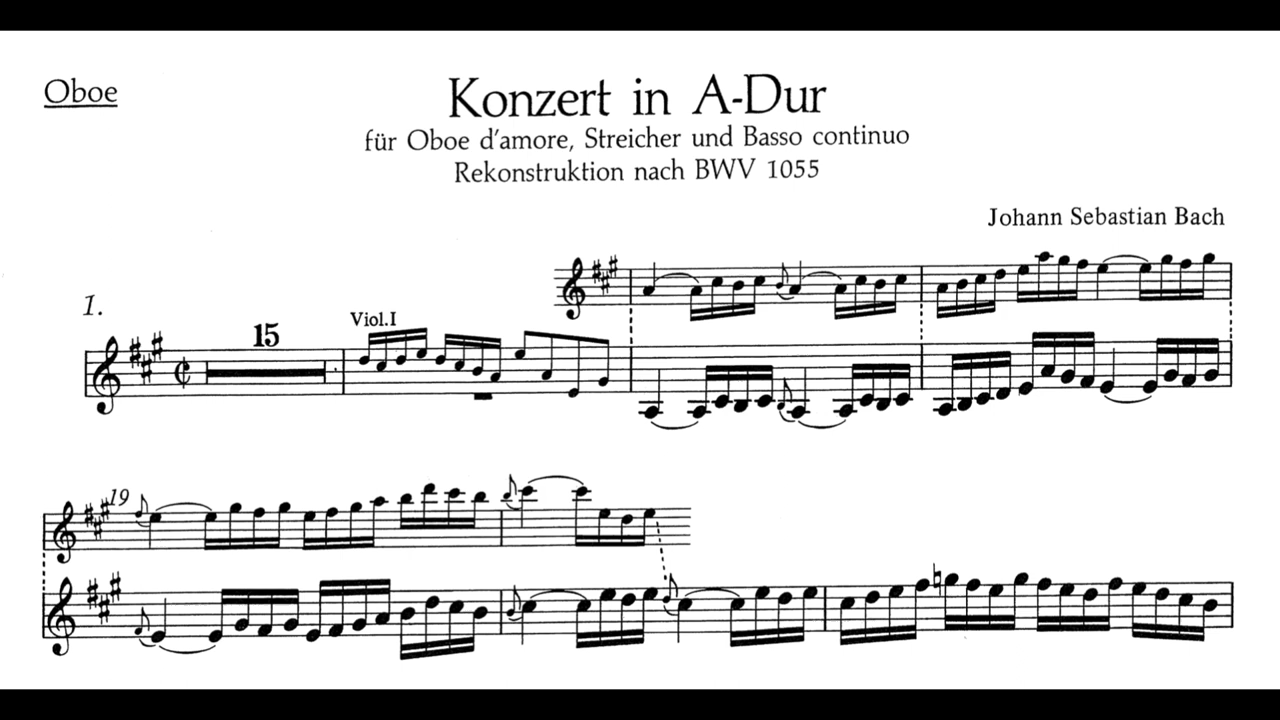 Oboe
Konzert in A-Dur
für Oboe d'amore, Streicher und Basso continuo
Rekonstruktion nach BWV 1055
Johann Sebastian Bach
1.
15
Viol.I
19